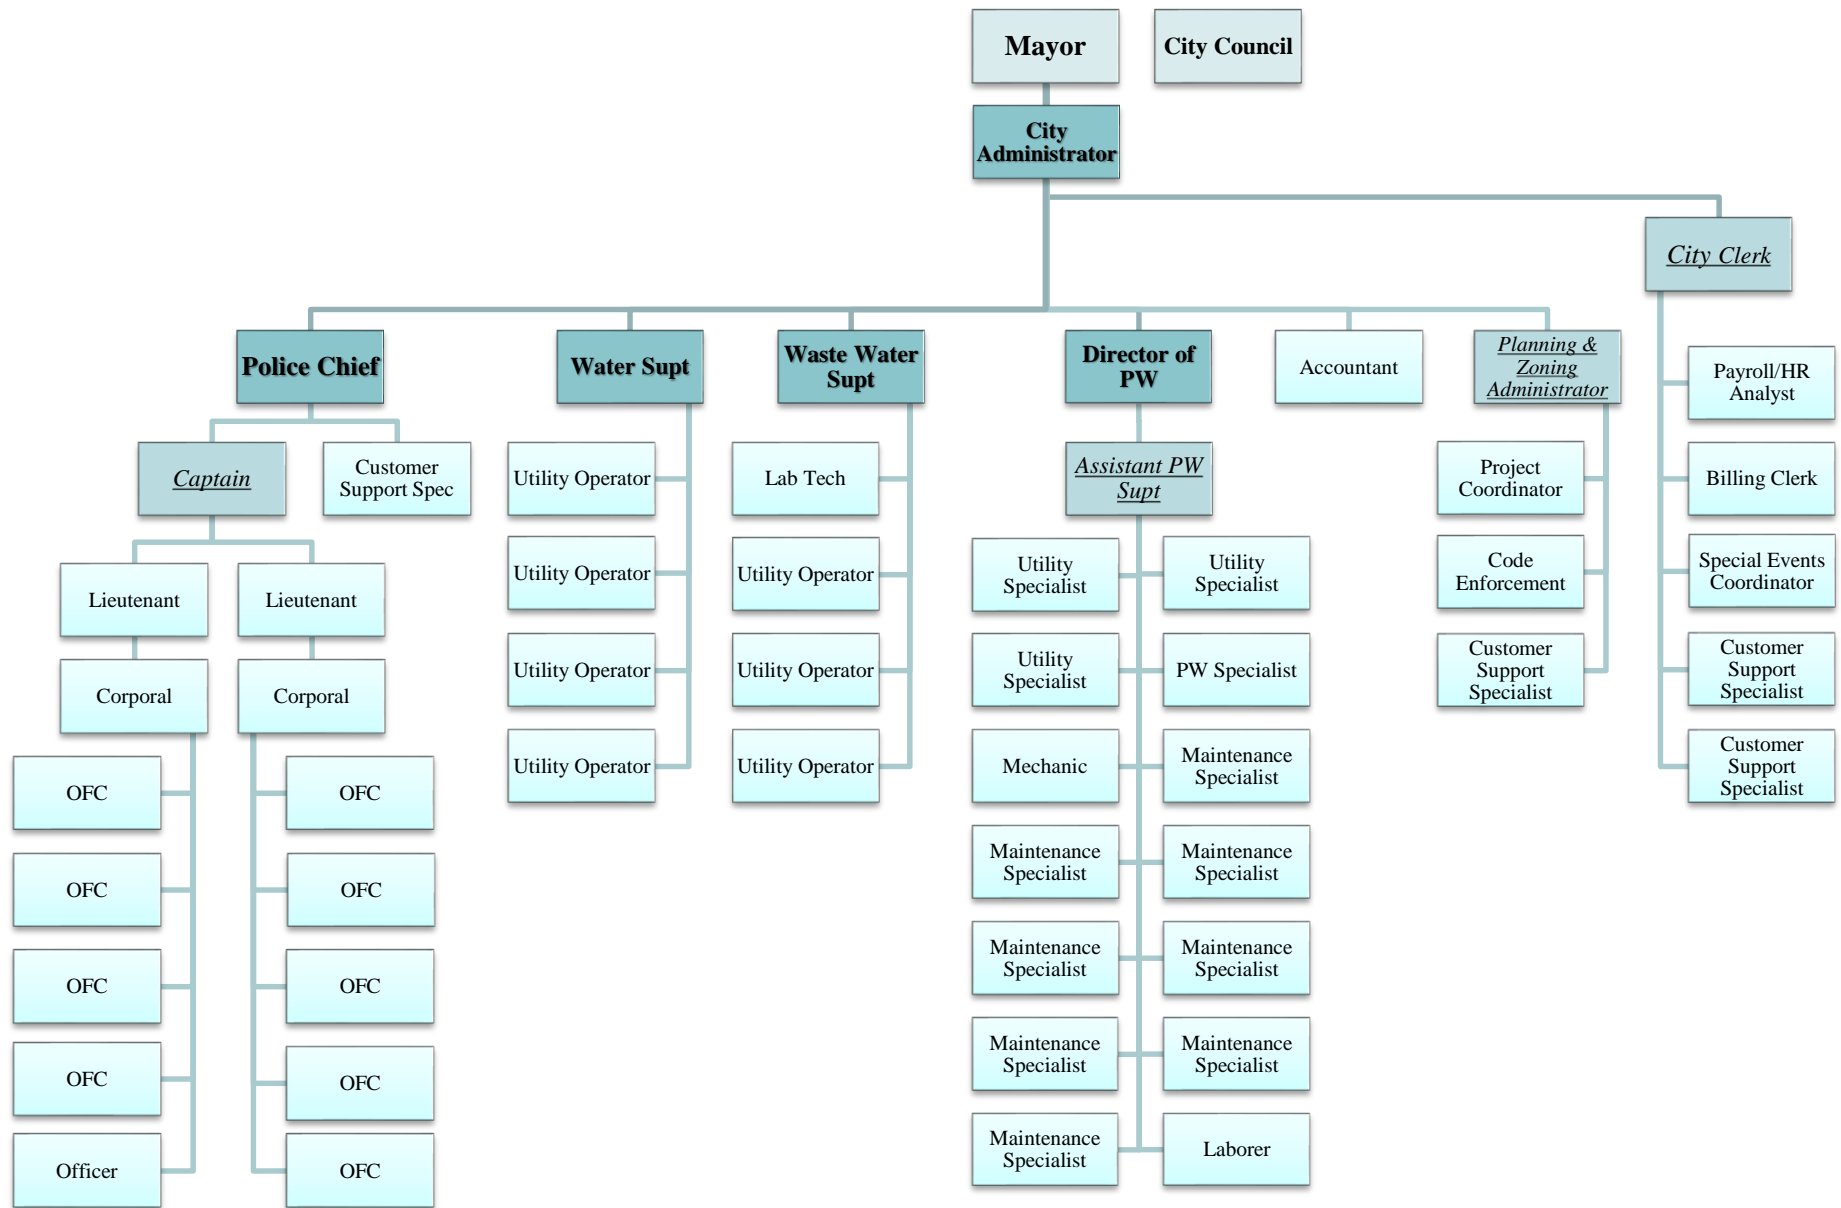 Mayor
City Council
City
Administrator
City Clerk
Police Chief
Water Supt
Waste Water
Supt
Director of
PW
Accountant
Planning &
Zoning
Administrator
Payroll/HR
Analyst
Captain
Customer
Support Spec
Utility Operator
Lab Tech
Assistant PW
Supt
Project
Coordinator
Billing Clerk
Lieutenant
Lieutenant
Utility Operator
Utility Operator
Utility
Specialist
Utility
Specialist
Code
Enforcement
Special Events
Coordinator
Corporal
Corporal
Utility Operator
Utility Operator
Utility
Specialist
PW Specialist
Customer
Support
Specialist
Customer
Support
Specialist
OFC
OFC
Utility Operator
Utility Operator
Mechanic
Maintenance
Specialist
Customer
Support
Specialist
OFC
OFC
Maintenance
Specialist
Maintenance
Specialist
OFC
OFC
Maintenance
Specialist
Maintenance
Specialist
OFC
OFC
Maintenance
Specialist
Maintenance
Specialist
Officer
OFC
Maintenance
Specialist
Laborer